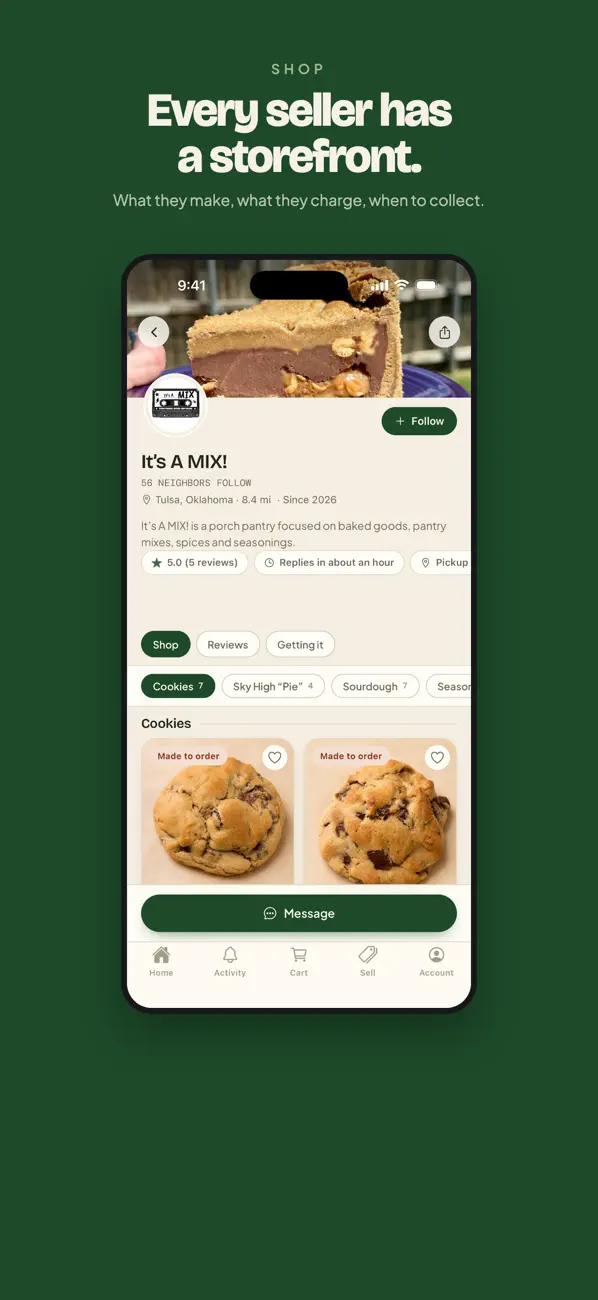 SHOP
Every seller has
a storefront.
What they make, what they charge, when to collect.
9:41
It's A MIX
Follow
It's A MIX!
56 NEIGHBORS FOLLOW
Tulsa, Oklahoma · 8.4 mi · Since 2026
It's A MIX! is a porch pantry focused on baked goods, pantry
mixes, spices and seasonings.
5.0 (5 reviews)
Replies in about an hour
Pickup
Shop
Reviews
Getting it
Cookies 7
Sky High "Pie" 4
Sourdough 7
Season
Cookies
Made to order
Made to order
Message
Home
Activity
Cart
Sell
Account